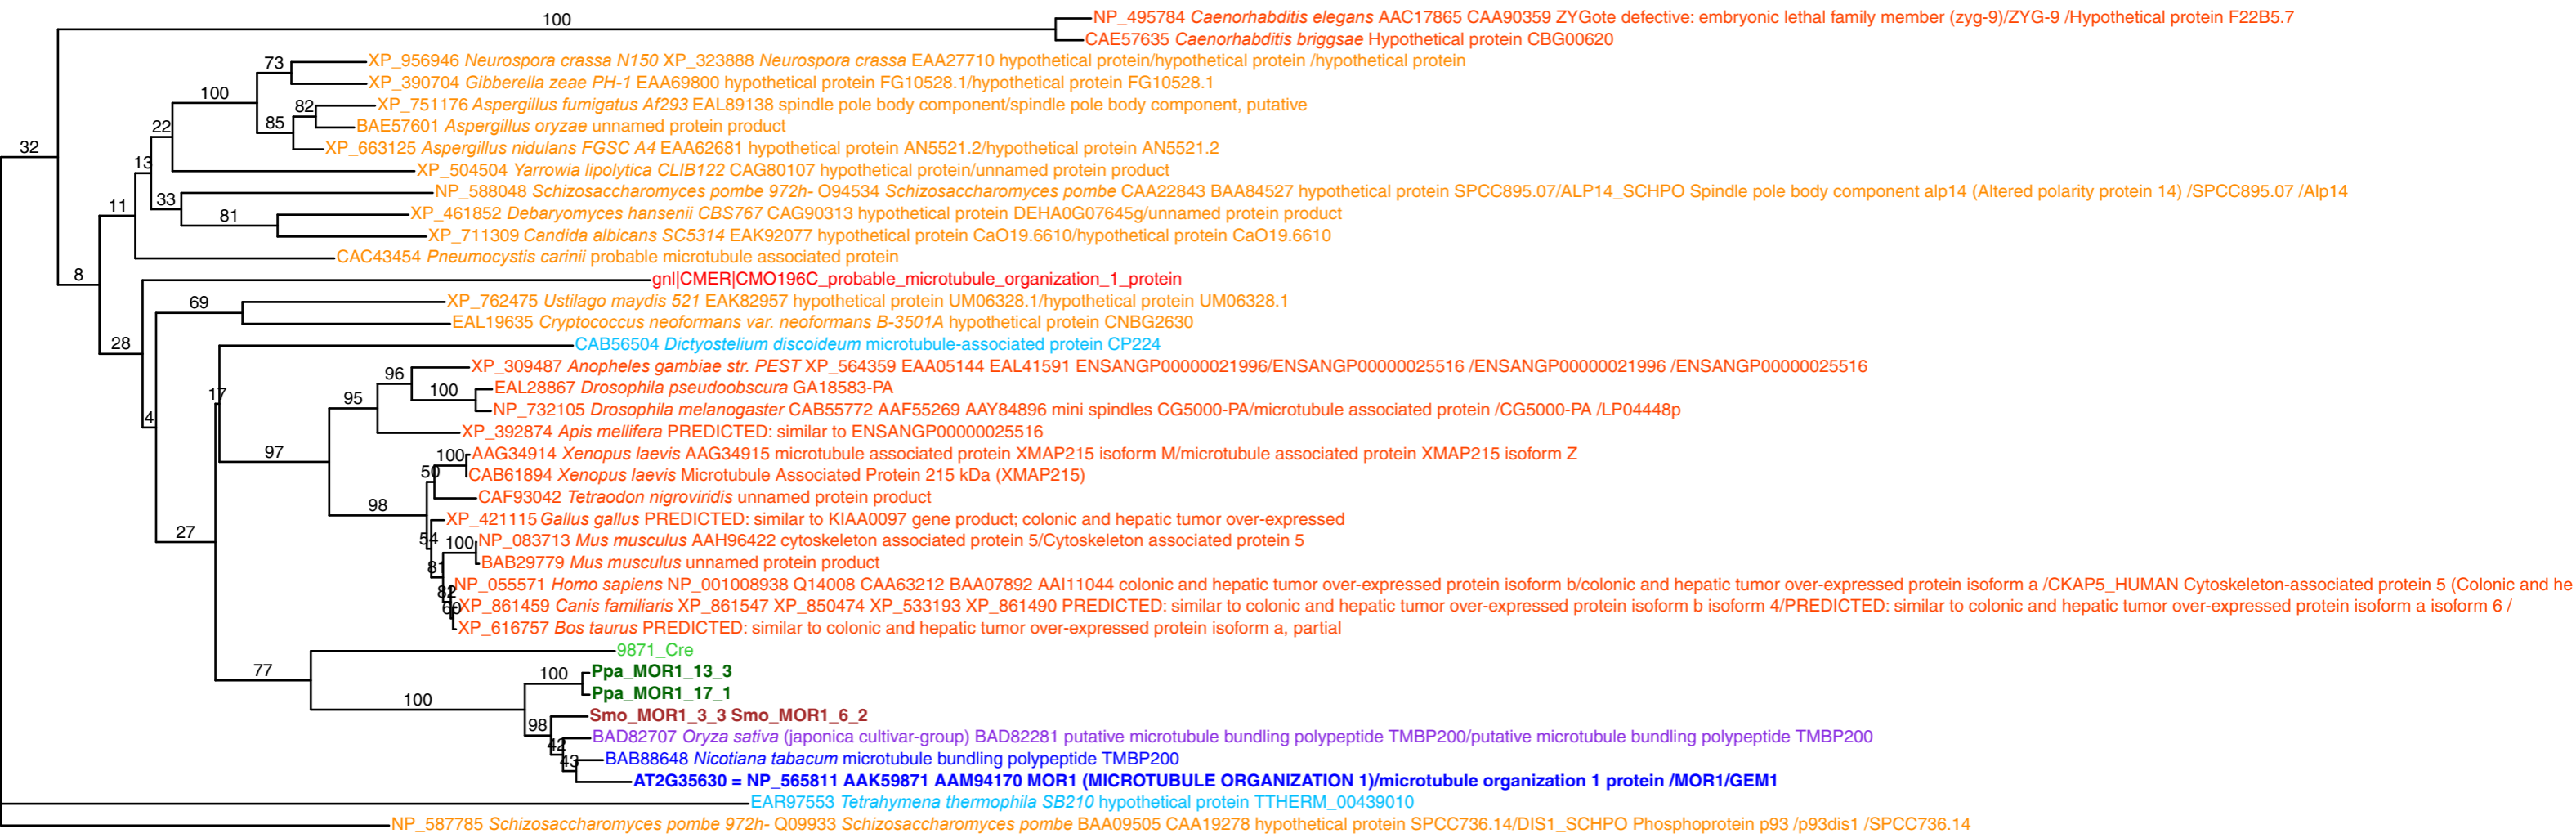 100
NP_495784 Caenorhabditis elegans AAC17865 CAA90359 ZYGote defective: embryonic lethal family member (zyg-9)/ZYG-9 /Hypothetical protein F22B5.7
CAE57635 Caenorhabditis briggsae Hypothetical protein CBG00620
73
XP_956946 Neurospora crassa N150 XP_323888 Neurospora crassa EAA27710 hypothetical protein/hypothetical protein /hypothetical protein
XP_390704 Gibberella zeae PH-1 EAA69800 hypothetical protein FG10528.1/hypothetical protein FG10528.1
100
82
XP_751176 Aspergillus fumigatus Af293 EAL89138 spindle pole body component/spindle pole body component, putative
22
85
BAE57601 Aspergillus oryzae unnamed protein product
32
XP_663125 Aspergillus nidulans FGSC A4 EAA62681 hypothetical protein AN5521.2/hypothetical protein AN5521.2
13
XP_504504 Yarrowia lipolytica CLIB122 CAG80107 hypothetical protein/unnamed protein product
NP_588048 Schizosaccharomyces pombe 972h- O94534 Schizosaccharomyces pombe CAA22843 BAA84527 hypothetical protein SPCC895.07/ALP14_SCHPO Spindle pole body component alp14 (Altered polarity protein 14) /SPCC895.07 /Alp14
11
33
81
XP_461852 Debaryomyces hansenii CBS767 CAG90313 hypothetical protein DEHA0G07645g/unnamed protein product
XP_711309 Candida albicans SC5314 EAK92077 hypothetical protein CaO19.6610/hypothetical protein CaO19.6610
CAC43454 Pneumocystis carinii probable microtubule associated protein
8
gnl|CMER|CMO196C_probable_microtubule_organization_1_protein
69
XP_762475 Ustilago maydis 521 EAK82957 hypothetical protein UM06328.1/hypothetical protein UM06328.1
EAL19635 Cryptococcus neoformans var. neoformans B-3501A hypothetical protein CNBG2630
28
CAB56504 Dictyostelium discoideum microtubule-associated protein CP224
XP_309487 Anopheles gambiae str. PEST XP_564359 EAA05144 EAL41591 ENSANGP00000021996/ENSANGP00000025516 /ENSANGP00000021996 /ENSANGP00000025516
96
17
100
EAL28867 Drosophila pseudoobscura GA18583-PA
95
NP_732105 Drosophila melanogaster CAB55772 AAF55269 AAY84896 mini spindles CG5000-PA/microtubule associated protein /CG5000-PA /LP04448p
4
XP_392874 Apis mellifera PREDICTED: similar to ENSANGP00000025516
97
100
AAG34914 Xenopus laevis AAG34915 microtubule associated protein XMAP215 isoform M/microtubule associated protein XMAP215 isoform Z
50
CAB61894 Xenopus laevis Microtubule Associated Protein 215 kDa (XMAP215)
CAF93042 Tetraodon nigroviridis unnamed protein product
98
XP_421115 Gallus gallus PREDICTED: similar to KIAA0097 gene product; colonic and hepatic tumor over-expressed
27
54
100
NP_083713 Mus musculus AAH96422 cytoskeleton associated protein 5/Cytoskeleton associated protein 5
81
BAB29779 Mus musculus unnamed protein product
82
NP_055571 Homo sapiens NP_001008938 Q14008 CAA63212 BAA07892 AAI11044 colonic and hepatic tumor over-expressed protein isoform b/colonic and hepatic tumor over-expressed protein isoform a /CKAP5_HUMAN Cytoskeleton-associated protein 5 (Colonic and he
60
XP_861459 Canis familiaris XP_861547 XP_850474 XP_533193 XP_861490 PREDICTED: similar to colonic and hepatic tumor over-expressed protein isoform b isoform 4/PREDICTED: similar to colonic and hepatic tumor over-expressed protein isoform a isoform 6 /
XP_616757 Bos taurus PREDICTED: similar to colonic and hepatic tumor over-expressed protein isoform a, partial
9871_Cre
77
100
Ppa_MOR1_13_3
Ppa_MOR1_17_1
100
Smo_MOR1_3_3 Smo_MOR1_6_2
98
BAD82707 Oryza sativa (japonica cultivar-group) BAD82281 putative microtubule bundling polypeptide TMBP200/putative microtubule bundling polypeptide TMBP200
42
BAB88648 Nicotiana tabacum microtubule bundling polypeptide TMBP200
43
AT2G35630 = NP_565811 AAK59871 AAM94170 MOR1 (MICROTUBULE ORGANIZATION 1)/microtubule organization 1 protein /MOR1/GEM1
EAR97553 Tetrahymena thermophila SB210 hypothetical protein TTHERM_00439010
NP_587785 Schizosaccharomyces pombe 972h- Q09933 Schizosaccharomyces pombe BAA09505 CAA19278 hypothetical protein SPCC736.14/DIS1_SCHPO Phosphoprotein p93 /p93dis1 /SPCC736.14